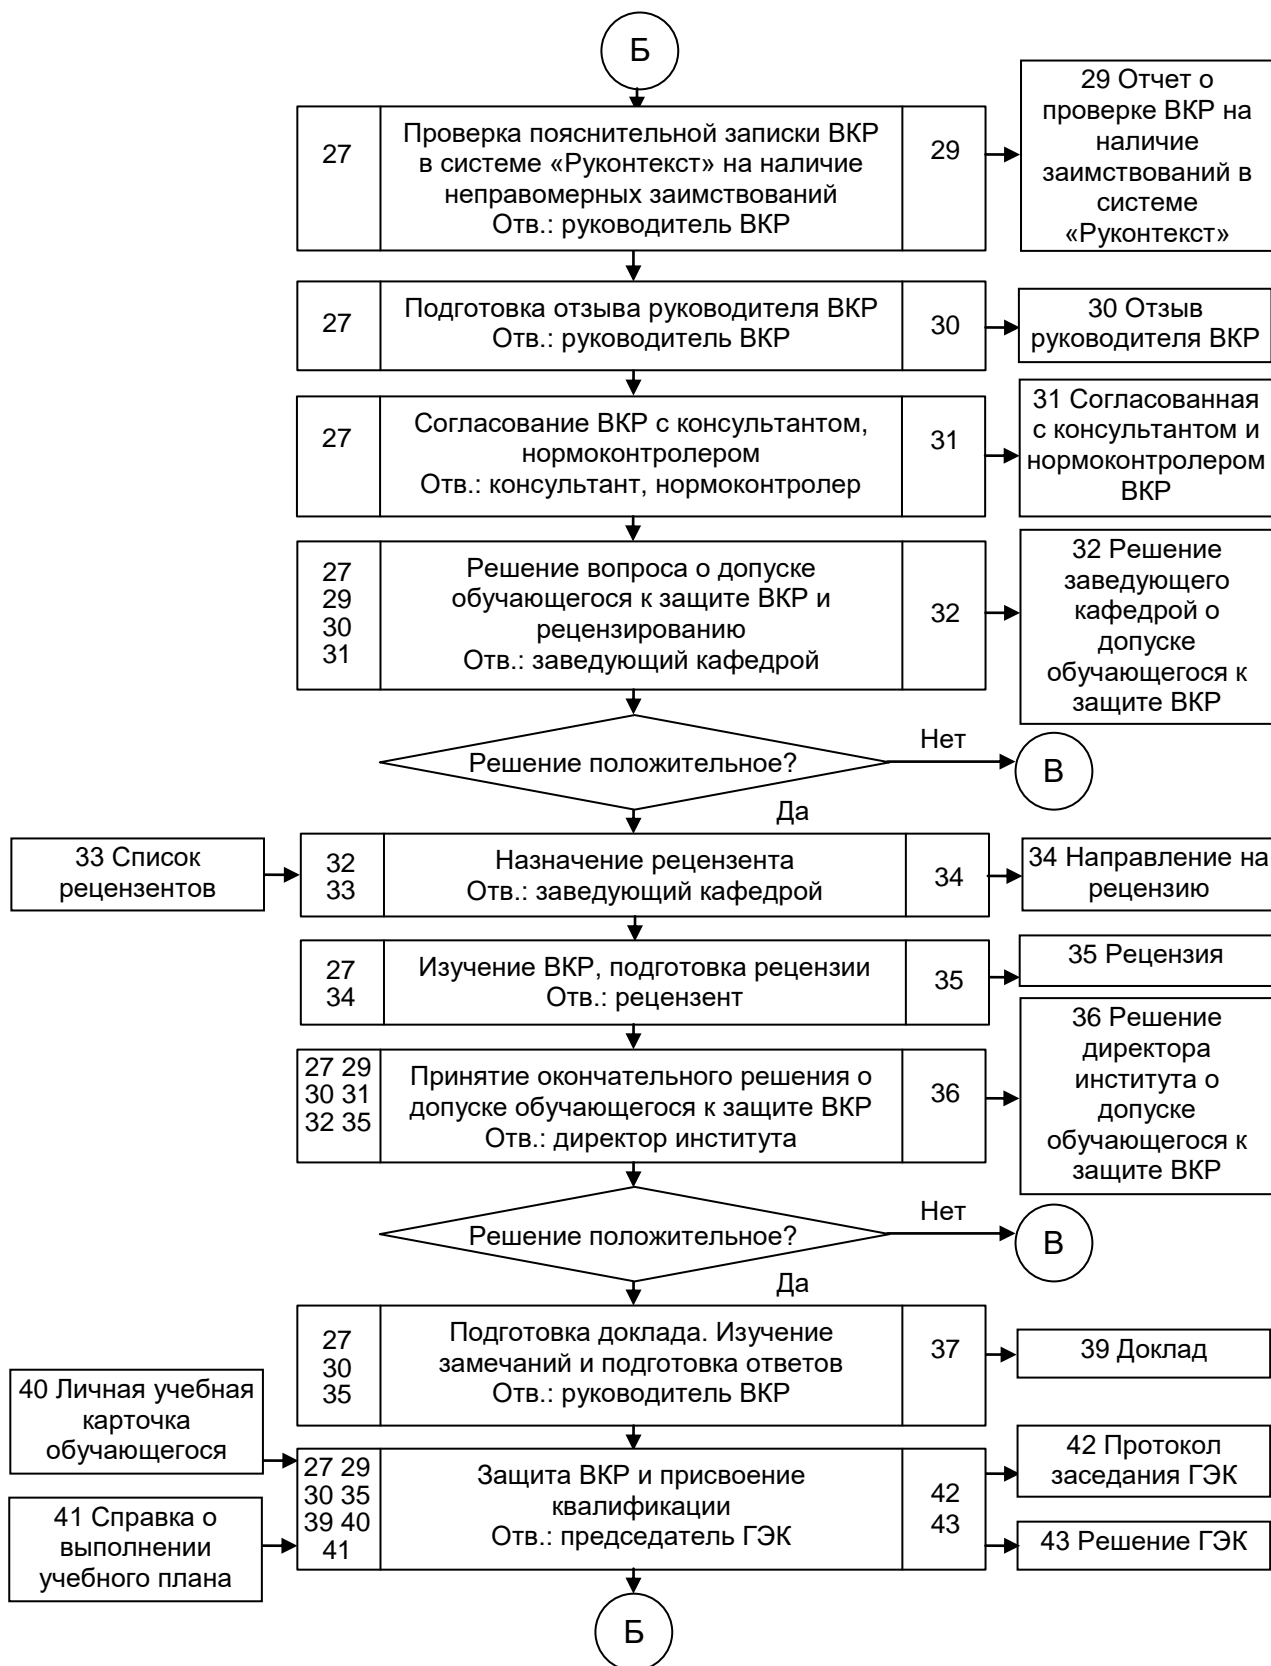 Б
27
Проверка пояснительной записки ВКР
в системе «Руконтекст» на наличие
неправомерных заимствований
Отв.: руководитель ВКР
29
29 Отчет о
проверке ВКР на
наличие
заимствований в
системе
«Руконтекст»
27
Подготовка отзыва руководителя ВКР
Отв.: руководитель ВКР
30
30 Отзыв
руководителя ВКР
27
Согласование ВКР с консультантом,
нормоконтролером
Отв.: консультант, нормоконтролер
31
31 Согласованная
с консультантом и
нормоконтролером
ВКР
27
29
30
31
Решение вопроса о допуске
обучающегося к защите ВКР и
рецензированию
Отв.: заведующий кафедрой
32
32 Решение
заведующего
кафедрой о
допуске
обучающегося к
защите ВКР
Решение положительное?
Нет
В
Да
33 Список
рецензентов
32
33
Назначение рецензента
Отв.: заведующий кафедрой
34
34 Направление на
рецензию
27
34
Изучение ВКР, подготовка рецензии
Отв.: рецензент
35
35 Рецензия
27 29
30 31
32 35
Принятие окончательного решения о
допуске обучающегося к защите ВКР
Отв.: директор института
36
36 Решение
директора
института о
допуске
обучающегося к
защите ВКР
Решение положительное?
Нет
В
Да
27
30
35
Подготовка доклада. Изучение
замечаний и подготовка ответов
Отв.: руководитель ВКР
37
39 Доклад
40 Личная учебная
карточка
обучающегося
41 Справка о
выполнении
учебного плана
27 29
30 35
39 40
41
Защита ВКР и присвоение
квалификации
Отв.: председатель ГЭК
42
43
42 Протокол
заседания ГЭК
43 Решение ГЭК
Б